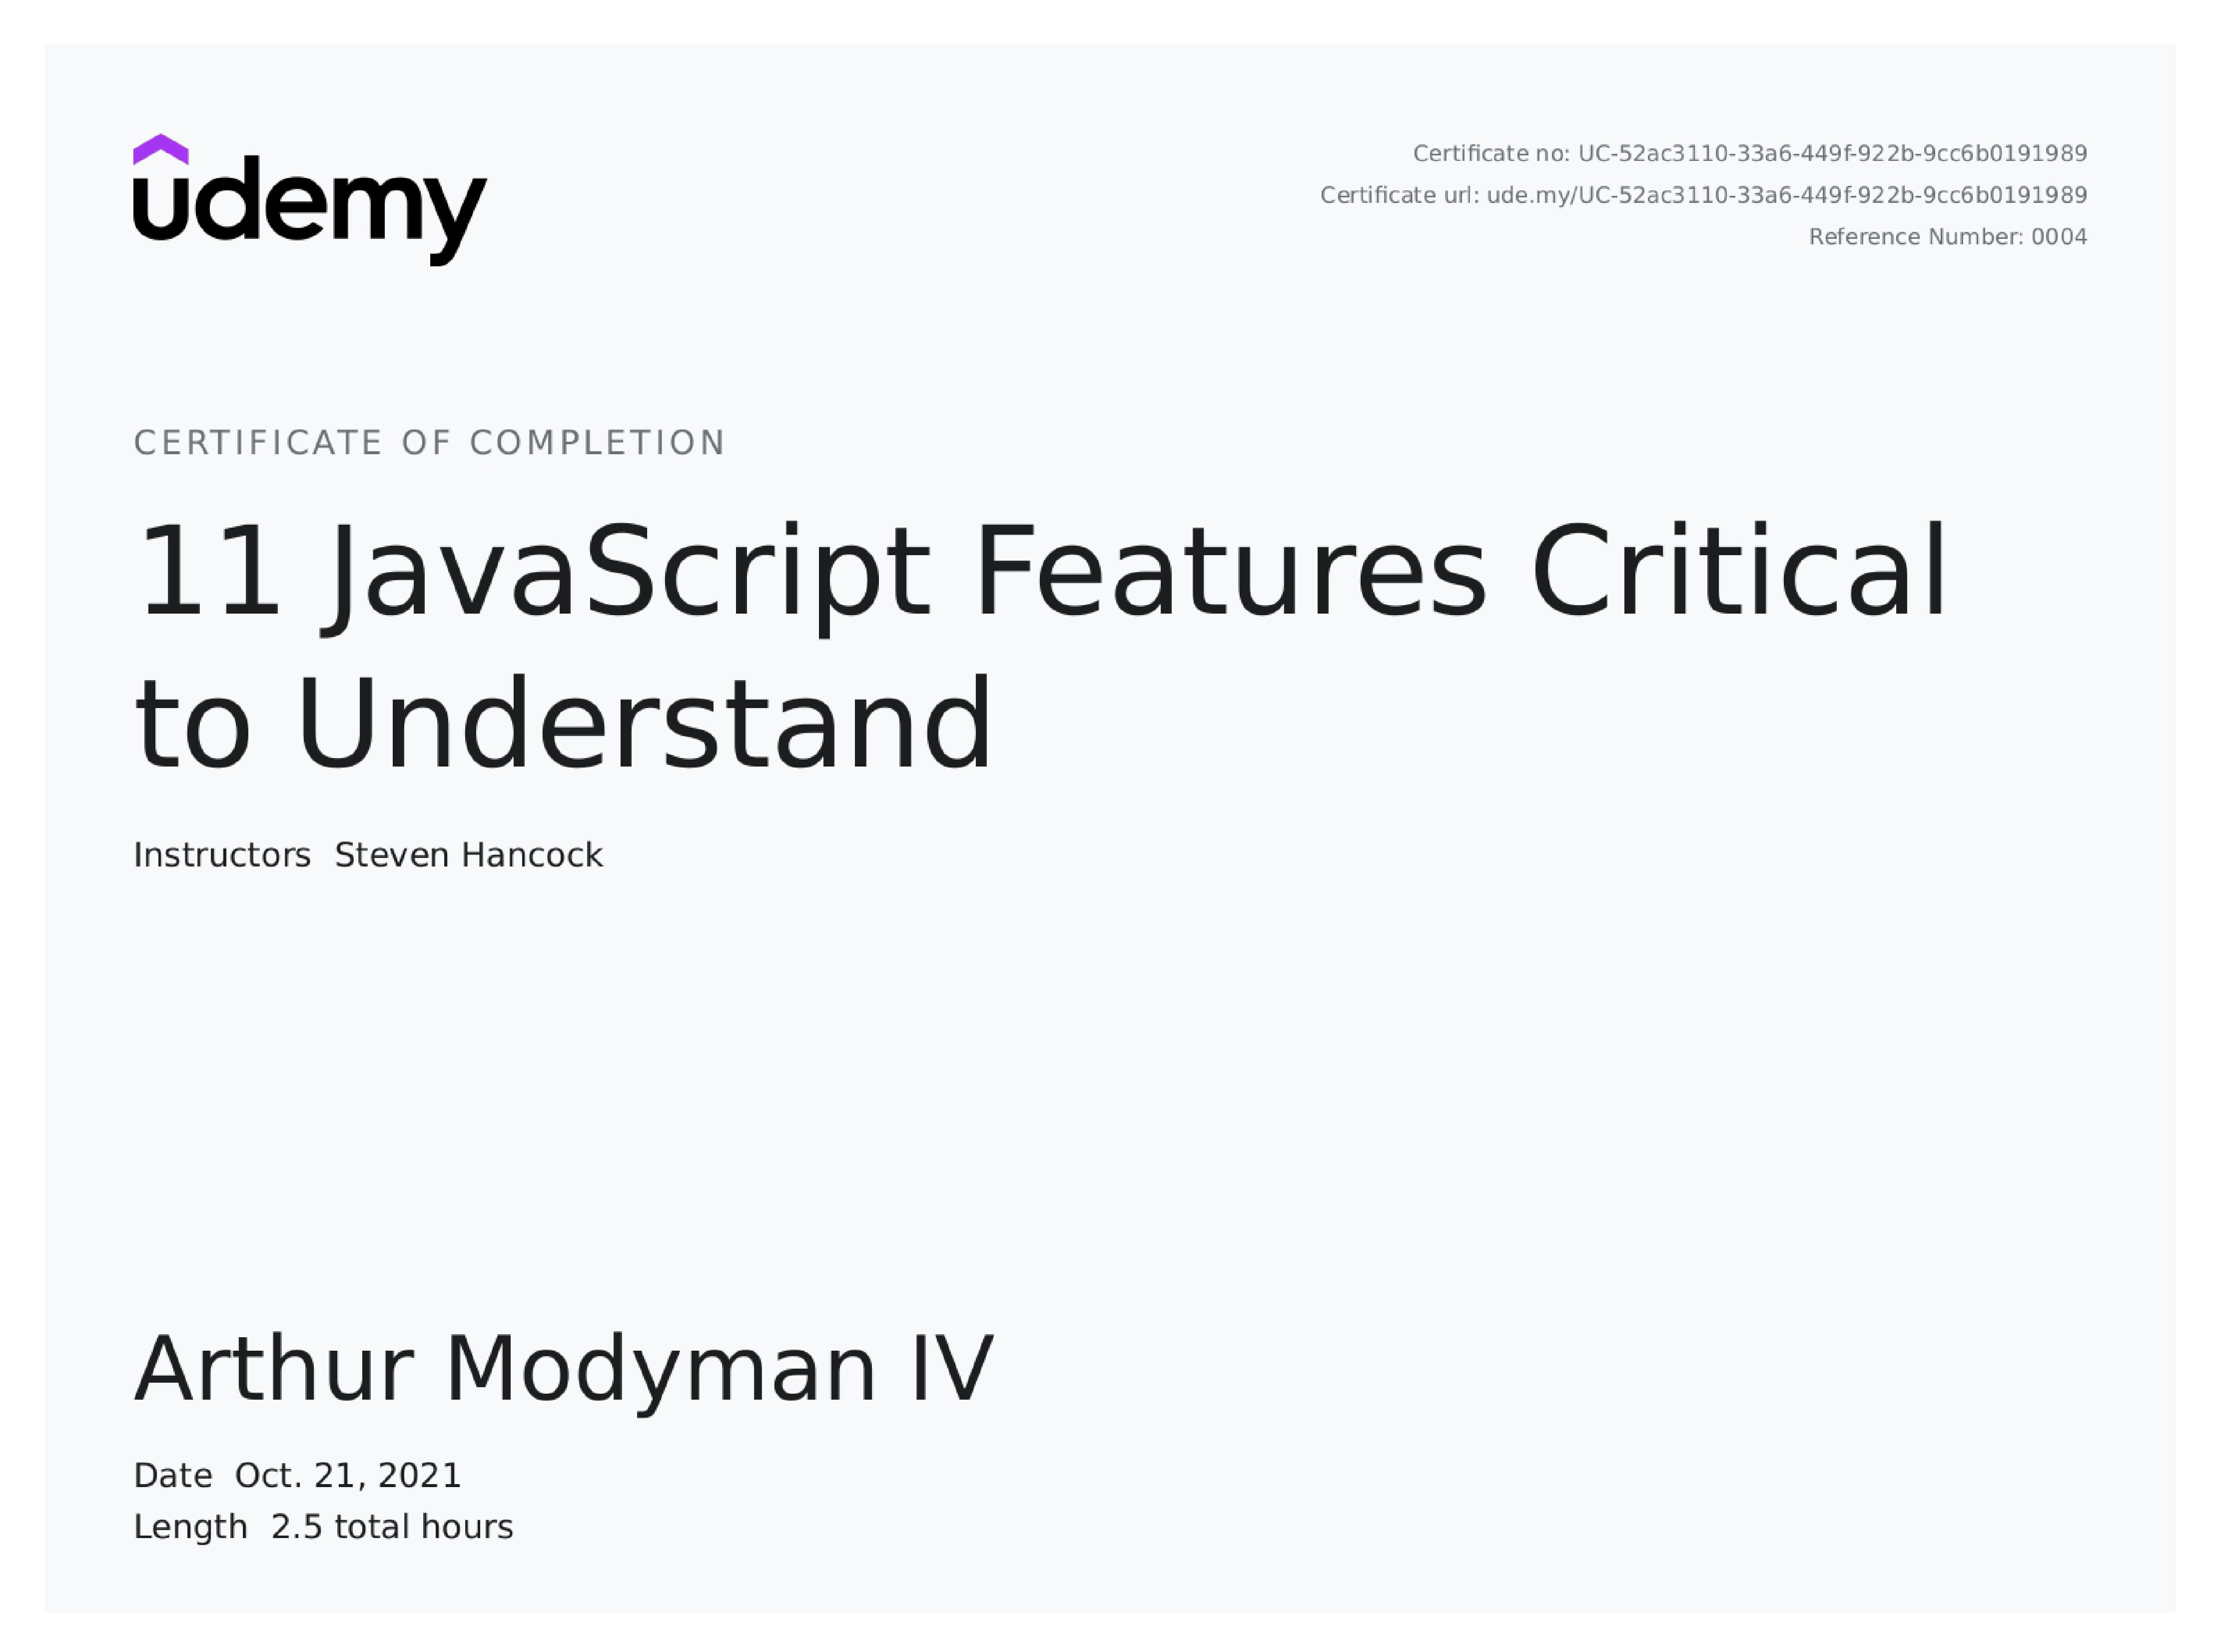 udemy
Certificate no: UC-52ac3110-33a6-449f-922b-9cc6b0191989
Certificate url: ude.my/UC-52ac3110-33a6-449f-922b-9cc6b0191989
Reference Number: 0004
CERTIFICATE OF COMPLETION
11 JavaScript Features Critical
to Understand
Instructors Steven Hancock
Arthur Modyman IV
Date Oct. 21, 2021
Length 2.5 total hours